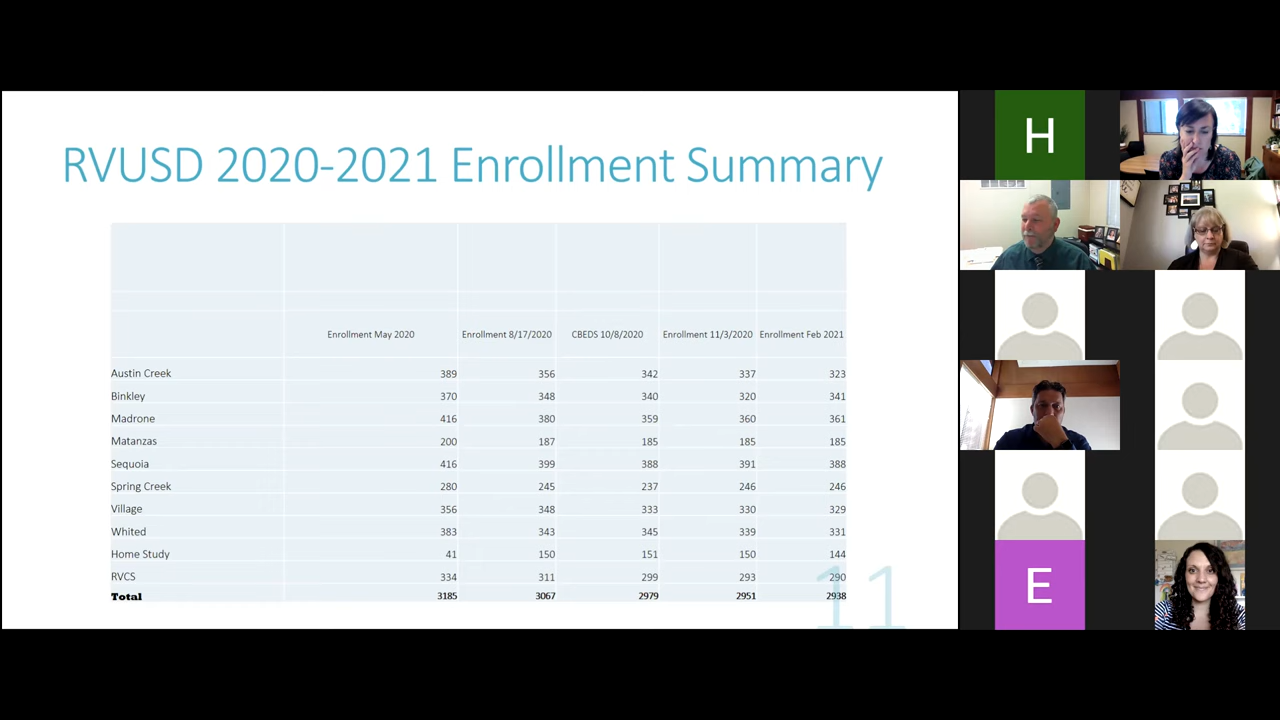 RVUSD 2020-2021 Enrollment Summary
Enrollment May 2020 Enrollment 8/17/2020 CBEDS 10/8/2020 Enrollment 11/3/2020 Enrollment Feb 2021
Austin Creek 389 356 342 337 323
Binkley 370 348 340 320 341
Madrone 416 380 359 360 361
Matanzas 200 187 185 185 185
Sequoia 416 399 388 391 388
Spring Creek 280 245 237 246 246
Village 356 348 333 330 329
Whited 383 343 345 339 331
Home Study 41 150 151 150 144
RVCS 334 311 299 293 290
Total 3185 3067 2979 2951 2938
11
H
E